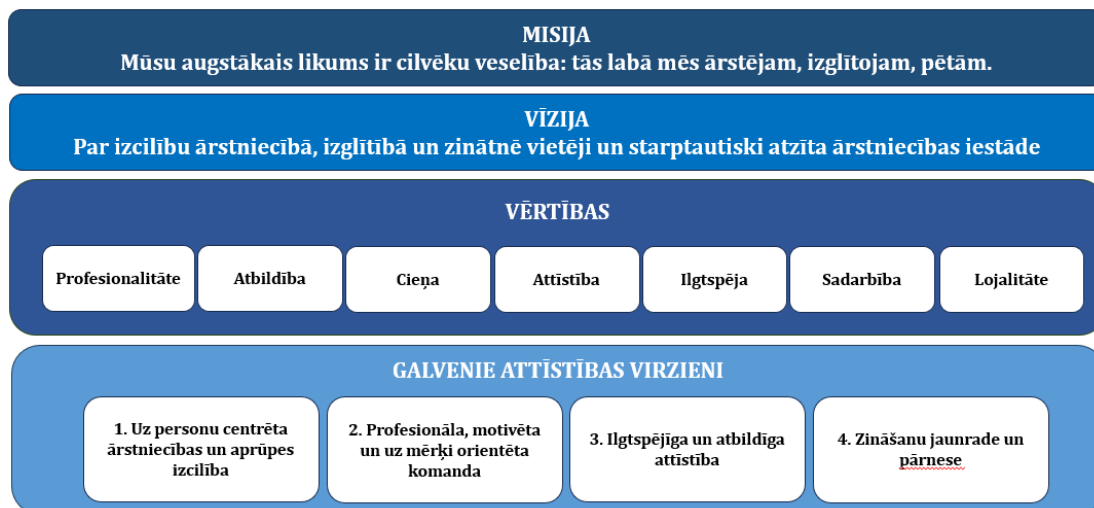 MISIJA
Mūsu augstākais likums ir cilvēku veselība: tās labā mēs ārstējam, izglītojam, pētām.
VĪZIJA
Par izcilību ārstniecībā, izglītībā un zinātnē vietēji un starptautiski atzīta ārstniecības iestāde
VĒRTĪBAS
Profesionalitāte
Atbildība
Cieņa
Attīstība
Ilgtspēja
Sadarbība
Lojalitāte
GALVENIE ATTĪSTĪBAS VIRZIENI
1. Uz personu centrēta
ārstniecības un aprūpes
izcilība
2. Profesionāla, motivēta
un uz mērķi orientēta
komanda
3. Ilgtspējīga un atbildīga
attīstība
4. Zināšanu jaunrade un
pārnese